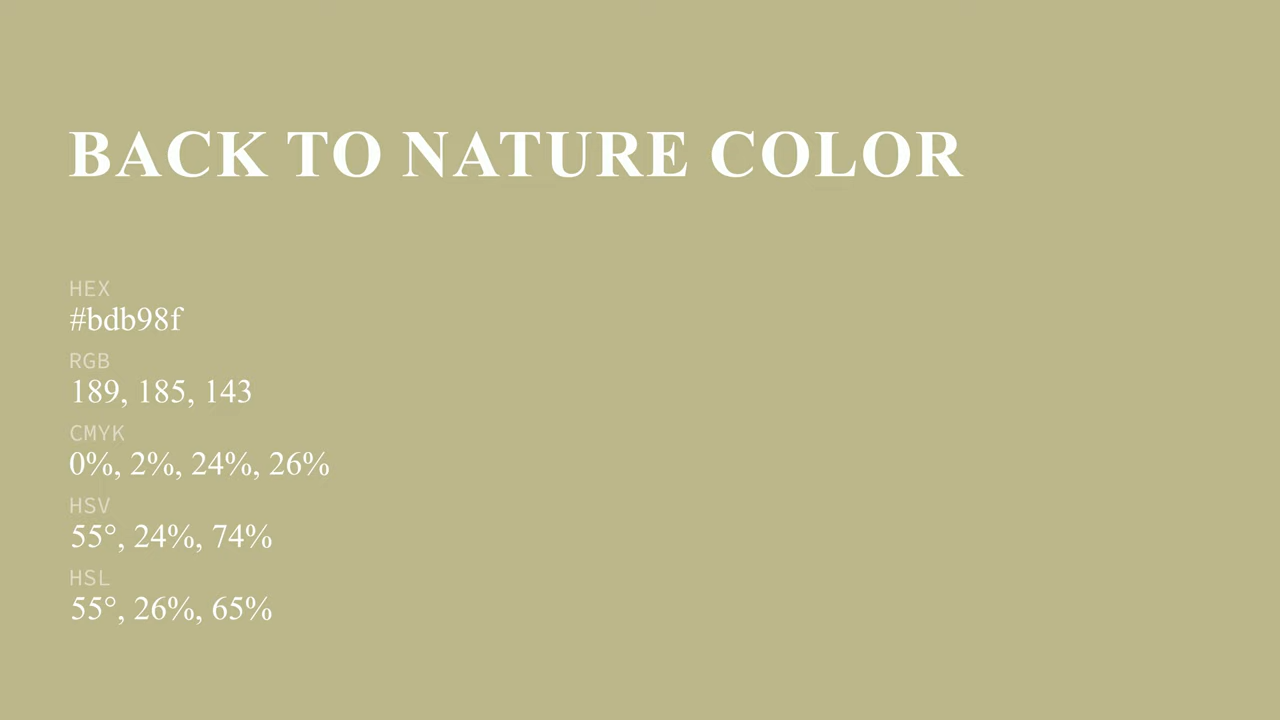 BACK TO NATURE COLOR
HEX
#bdb98f
RGB
189, 185, 143
CMYK
0%, 2%, 24%, 26%
HSV
55°, 24%, 74%
HSL
55°, 26%, 65%